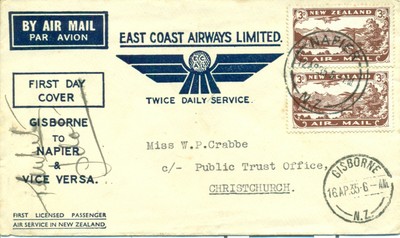 BY AIR MAIL
PAR AVION
EAST COAST AIRWAYS LIMITED.
TWICE DAILY SERVICE.
FIRST DAY
COVER
GISBORNE
TO
NAPIER
&
VICE VERSA.
FIRST LICENSED PASSENGER
AIR SERVICE IN NEW ZEALAND
3D NEW ZEALAND 3D
AIR MAIL
NAPIER
N.Z.
3D NEW ZEALAND 3D
AIR MAIL
Miss W.P.Crabbe
c/- Public Trust Office,
CHRISTCHURCH.
GISBORNE
16 AP 35·6 - AM
N.Z.